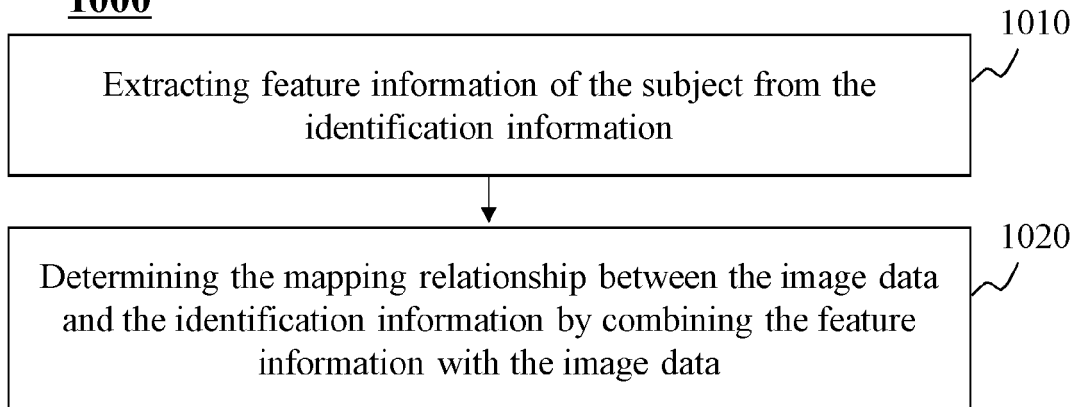 1000
1010
Extracting feature information of the subject from the
identification information
1020
Determining the mapping relationship between the image data
and the identification information by combining the feature
information with the image data